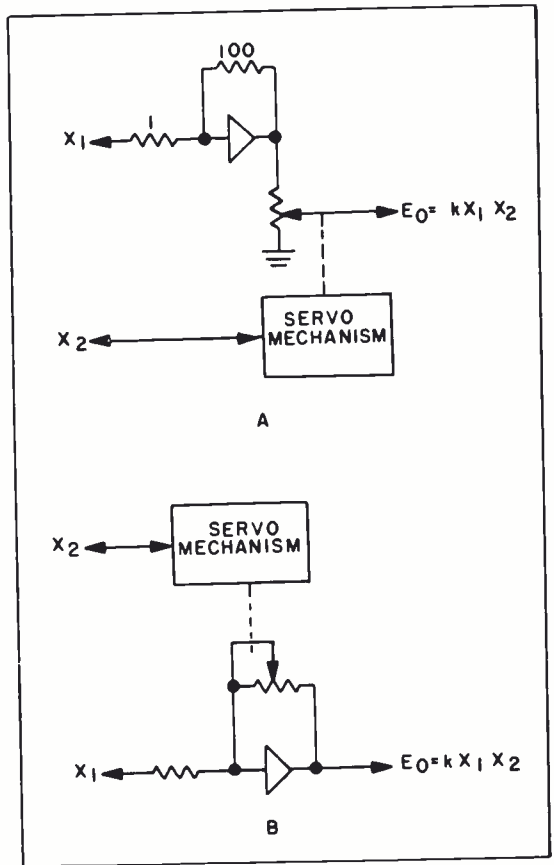 100
X₁
1
E₀= kX₁ X₂
SERVO
MECHANISM
X₂
A
SERVO
MECHANISM
X₂
X₁
E₀=kX₁ X₂
B